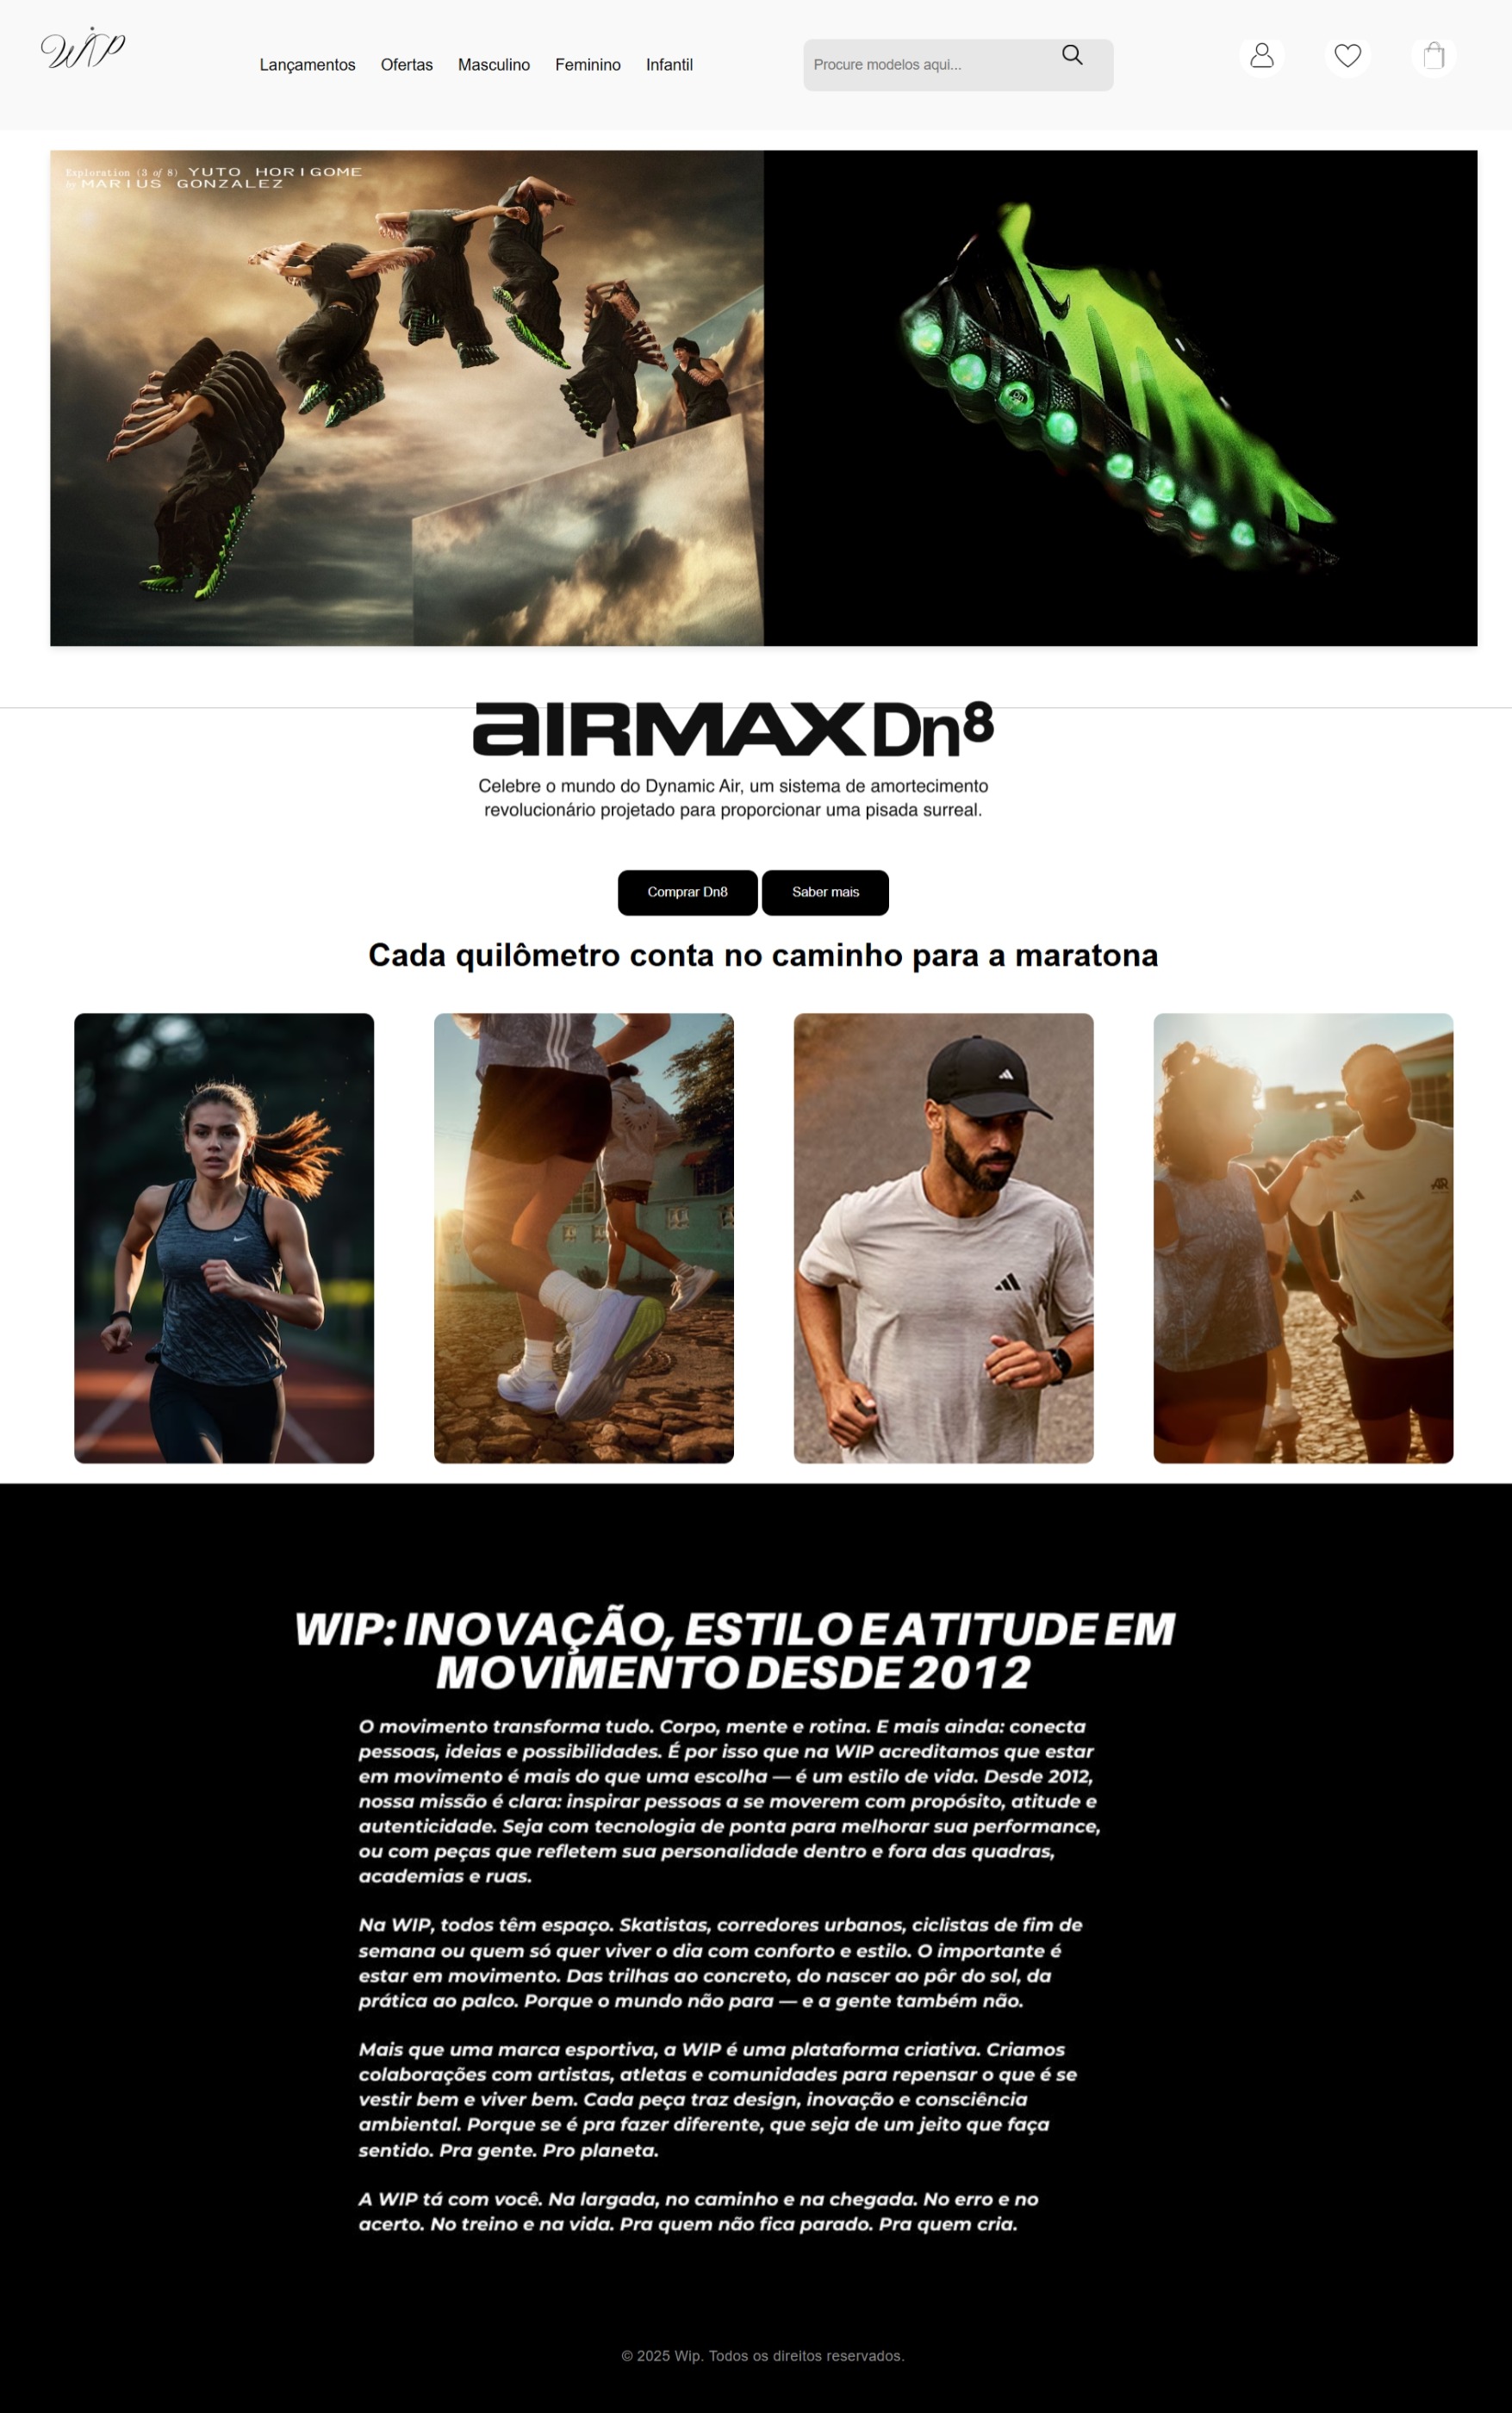 WIP
Lançamentos Ofertas Masculino Feminino Infantil
Procure modelos aqui...
Exploration (3 of 8) YUTO HORIGOME
by MARIUS GONZALEZ
aIRMAX Dn8
Celebre o mundo do Dynamic Air, um sistema de amortecimento
revolucionário projetado para proporcionar uma pisada surreal.
Comprar Dn8 Saber mais
Cada quilômetro conta no caminho para a maratona
WIP: INOVAÇÃO, ESTILO E ATITUDE EM
MOVIMENTO DESDE 2012
O movimento transforma tudo. Corpo, mente e rotina. E mais ainda: conecta
pessoas, ideias e possibilidades. É por isso que na WIP acreditamos que estar
em movimento é mais do que uma escolha — é um estilo de vida. Desde 2012,
nossa missão é clara: inspirar pessoas a se moverem com propósito, atitude e
autenticidade. Seja com tecnologia de ponta para melhorar sua performance,
ou com peças que refletem sua personalidade dentro e fora das quadras,
academias e ruas.
Na WIP, todos têm espaço. Skatistas, corredores urbanos, ciclistas de fim de
semana ou quem só quer viver o dia com conforto e estilo. O importante é
estar em movimento. Das trilhas ao concreto, do nascer ao pôr do sol, da
prática ao palco. Porque o mundo não para — e a gente também não.
Mais que uma marca esportiva, a WIP é uma plataforma criativa. Criamos
colaborações com artistas, atletas e comunidades para repensar o que é se
vestir bem e viver bem. Cada peça traz design, inovação e consciência
ambiental. Porque se é pra fazer diferente, que seja de um jeito que faça
sentido. Pra gente. Pro planeta.
A WIP tá com você. Na largada, no caminho e na chegada. No erro e no
acerto. No treino e na vida. Pra quem não fica parado. Pra quem cria.
© 2025 Wip. Todos os direitos reservados.